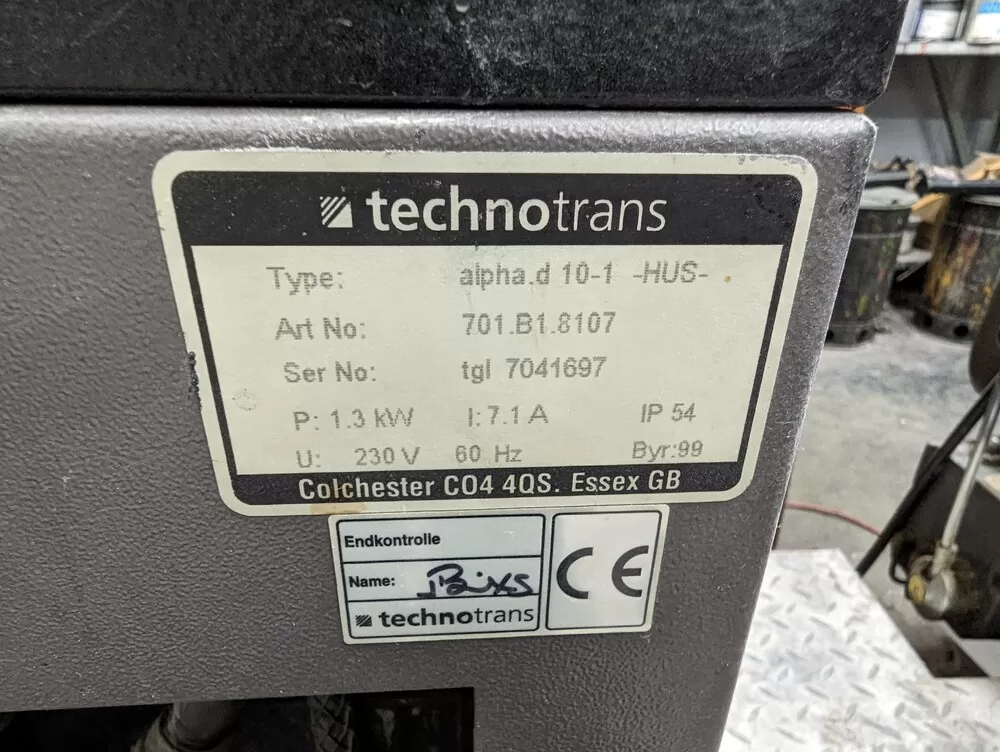 technotrans
Type: alpha.d 10-1 -HUS-
Art No: 701.B1.8107
Ser No: tgl 7041697
P: 1.3 kW I: 7.1 A IP 54
U: 230 V 60 Hz Byr:99
Colchester CO4 4QS. Essex GB
Endkontrolle
Name:
technotrans
CE